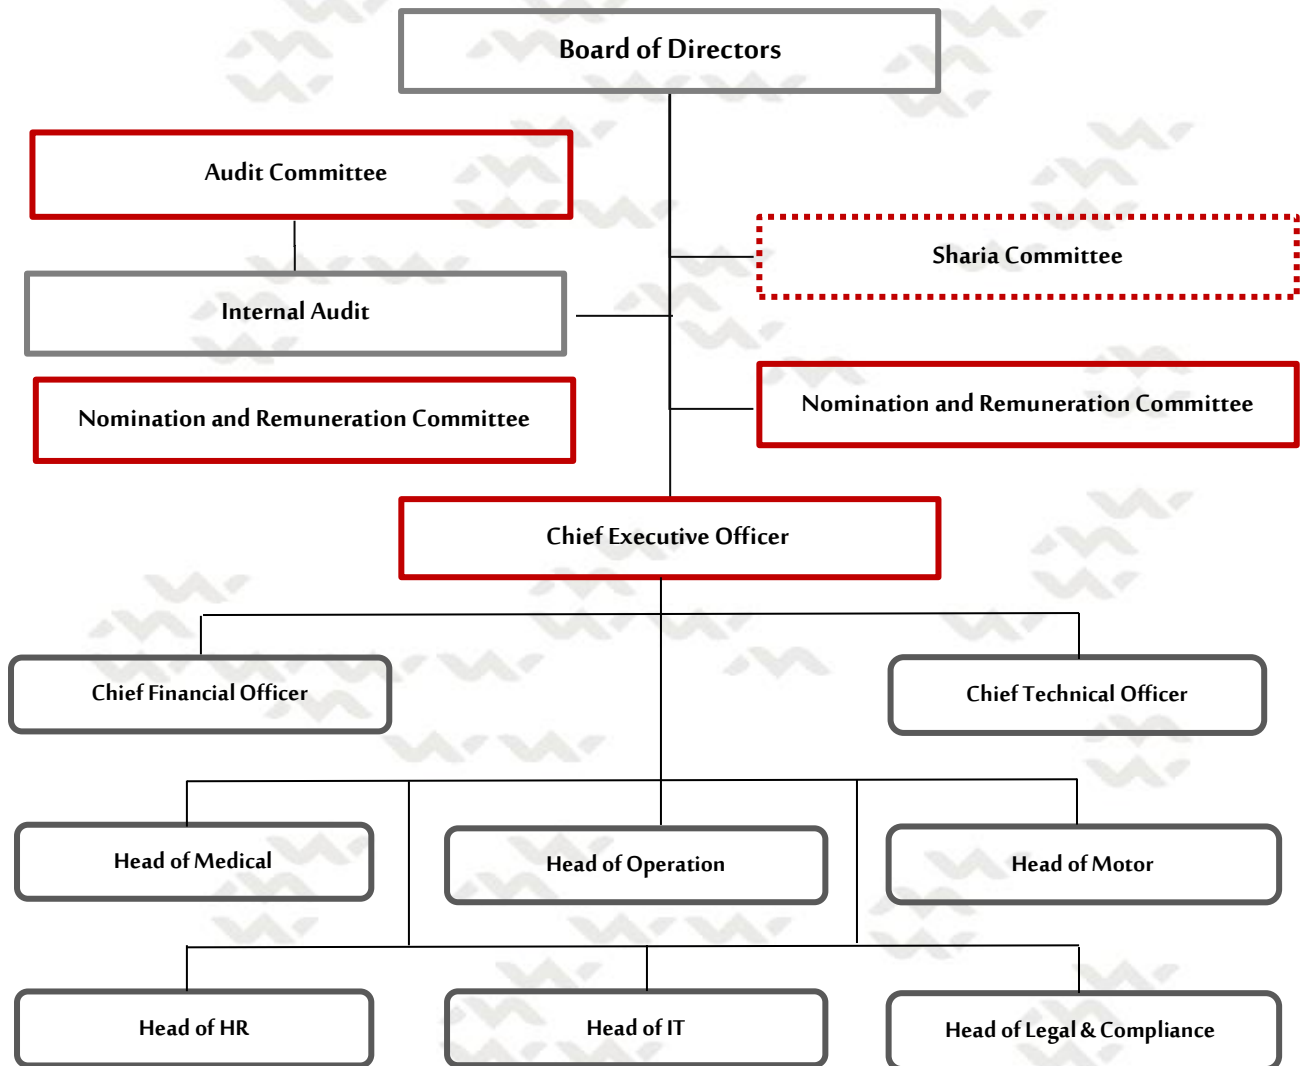 Board of Directors
Audit Committee
Sharia Committee
Internal Audit
Nomination and Remuneration Committee
Nomination and Remuneration Committee
Chief Executive Officer
Chief Financial Officer
Chief Technical Officer
Head of Medical
Head of Operation
Head of Motor
Head of HR
Head of IT
Head of Legal & Compliance